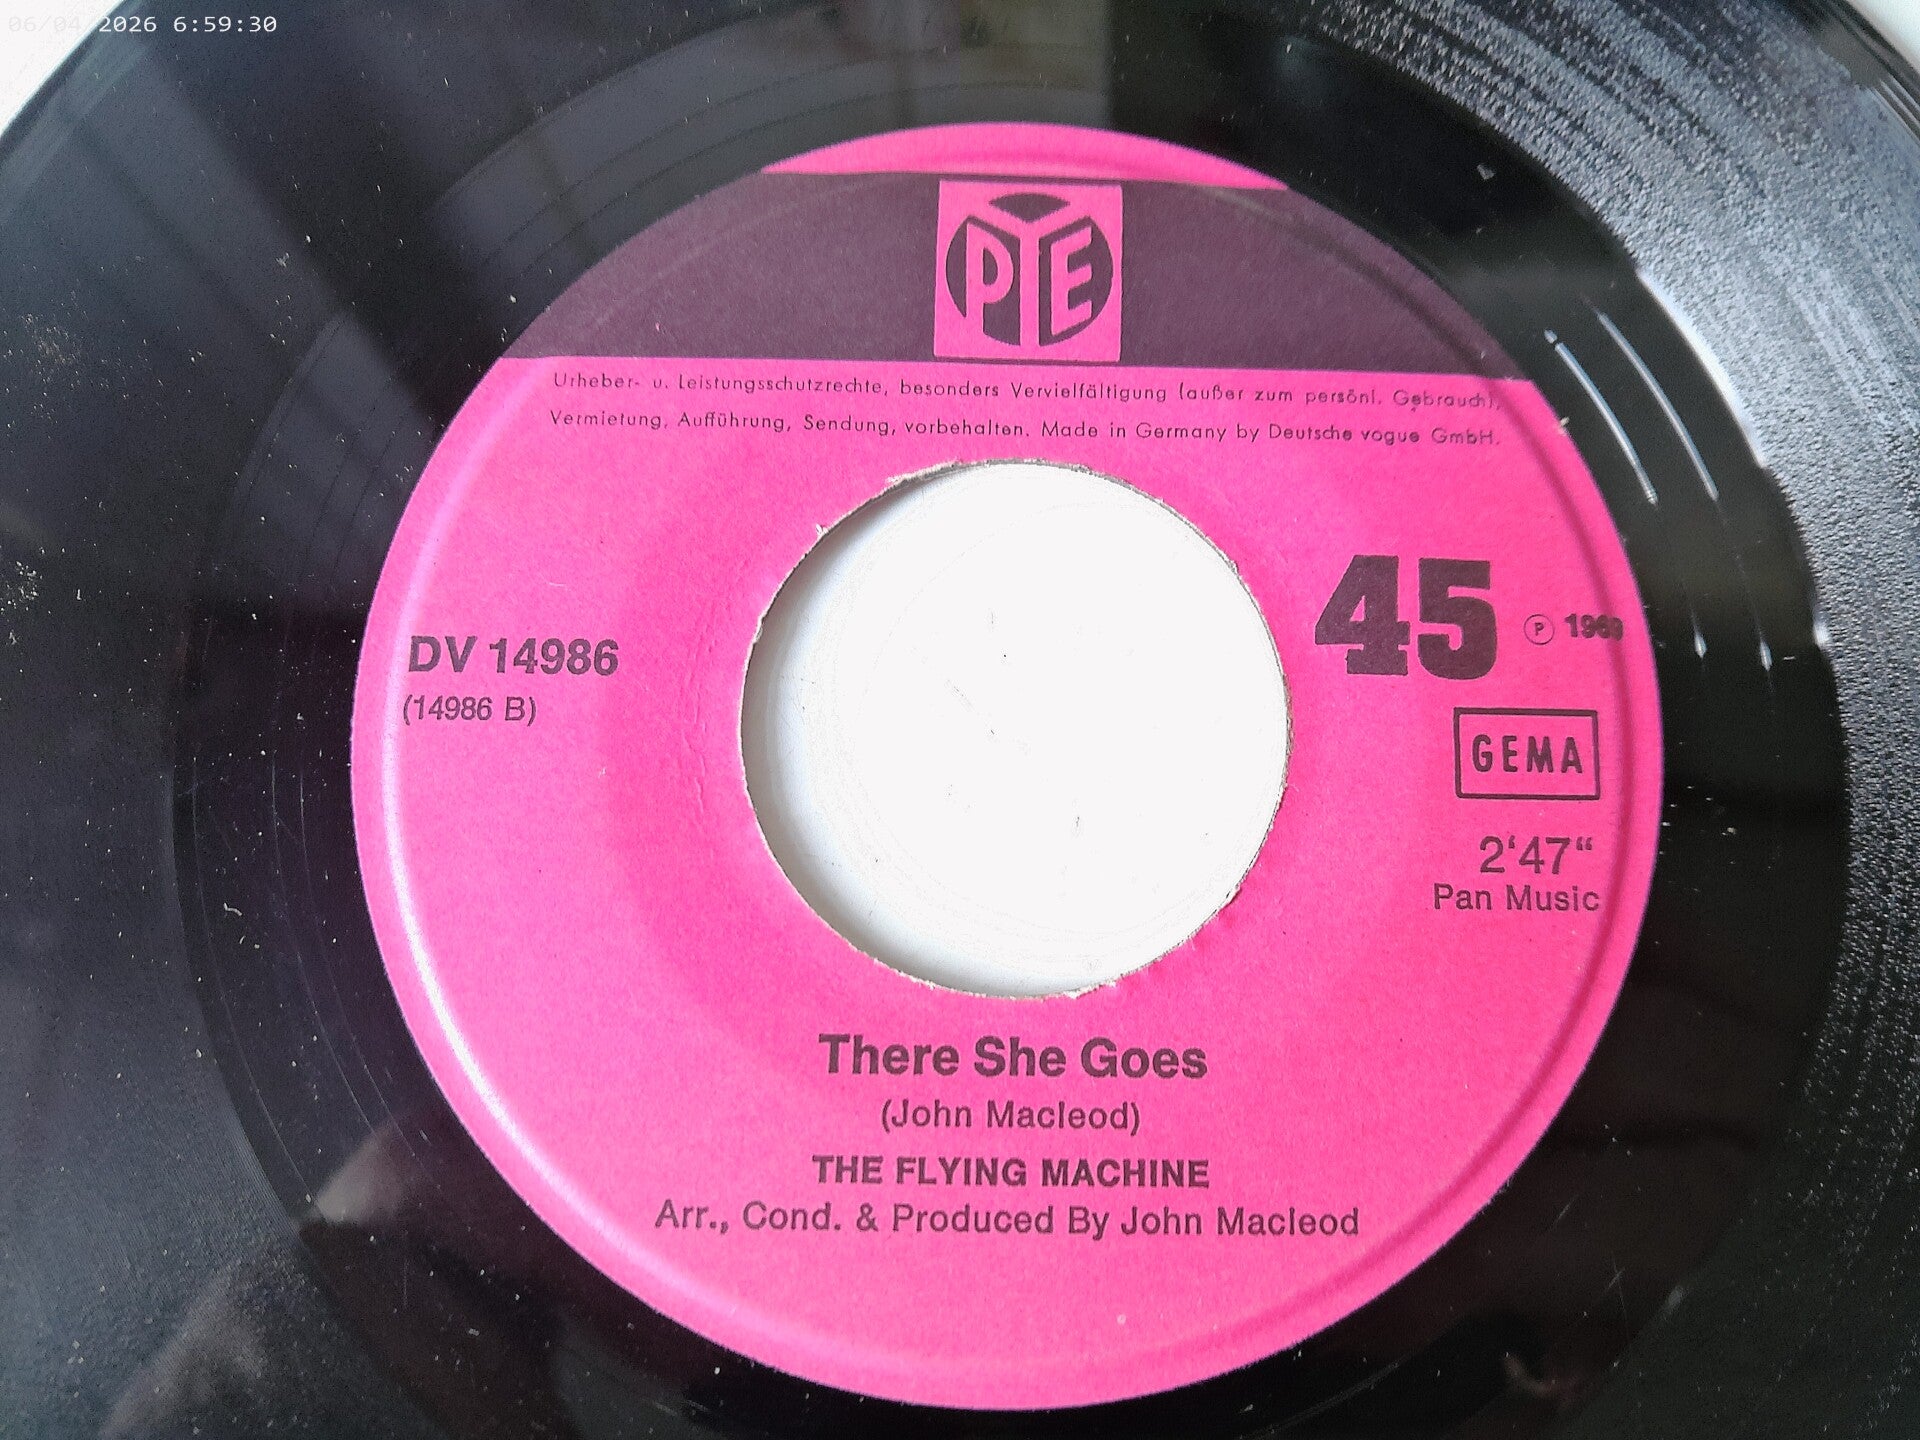 06/04/2026 6:59:30
PYE
Urheber- u. Leistungsschutzrechte, besonders Vervielfältigung (außer zum persönl. Gebrauch),
Vermietung, Aufführung, Sendung, vorbehalten. Made in Germany by Deutsche vogue GmbH.
45
Ⓟ 1969
DV 14986
(14986 B)
GEMA
2‘47“
Pan Music
There She Goes
(John Macleod)
THE FLYING MACHINE
Arr., Cond. & Produced By John Macleod